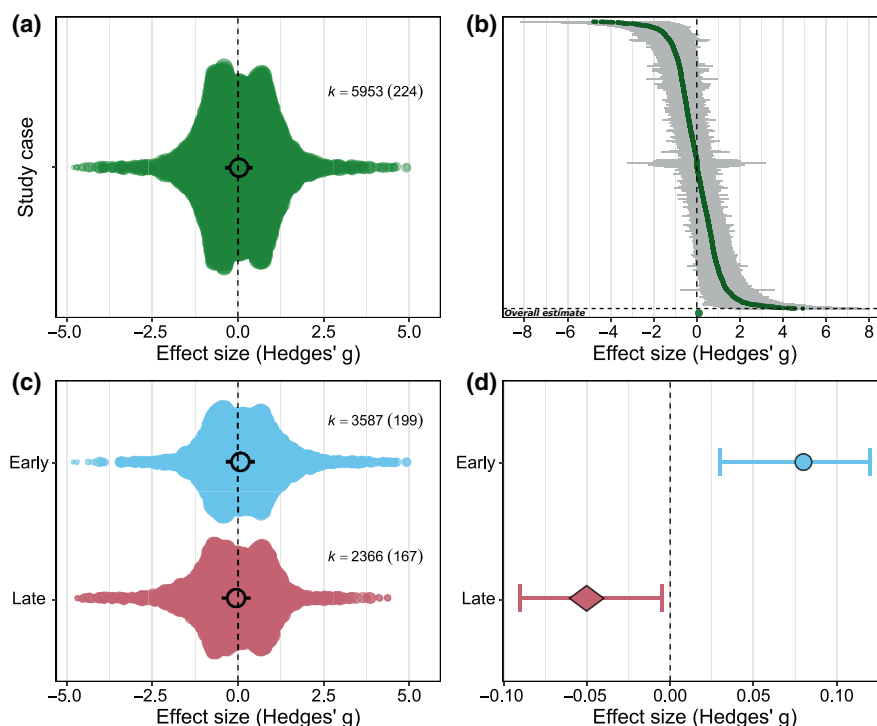 (a)
k = 5953 (224)
Study case
−5.0 −2.5 0.0 2.5 5.0
Effect size (Hedges' g)
(b)
Overall estimate
−8 −6 −4 −2 0 2 4 6 8
Effect size (Hedges' g)
(c)
k = 3587 (199)
Early
k = 2366 (167)
Late
−5.0 −2.5 0.0 2.5 5.0
Effect size (Hedges' g)
(d)
Early
Late
−0.10 −0.05 0.00 0.05 0.10
Effect size (Hedges' g)